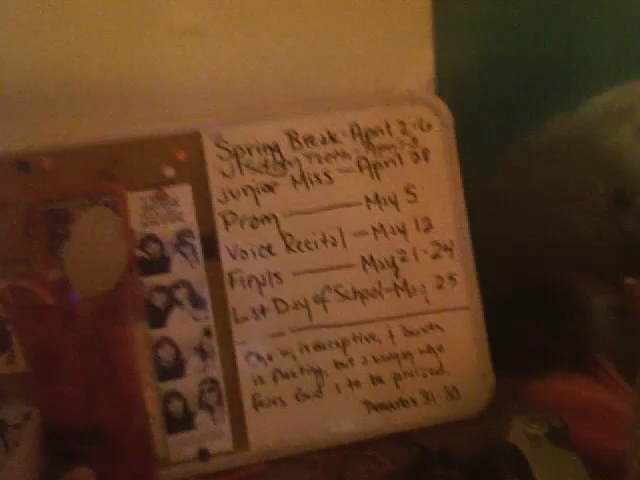 Spring Break - April 2-6
Teeth
Junior Miss - April 28
Prom — May 5
Voice Recital - May 12
Finals — May 21-24
Last Day of School - May 25
is fleeting, but a woman who
fears God is to be praised.
Proverbs 31:30